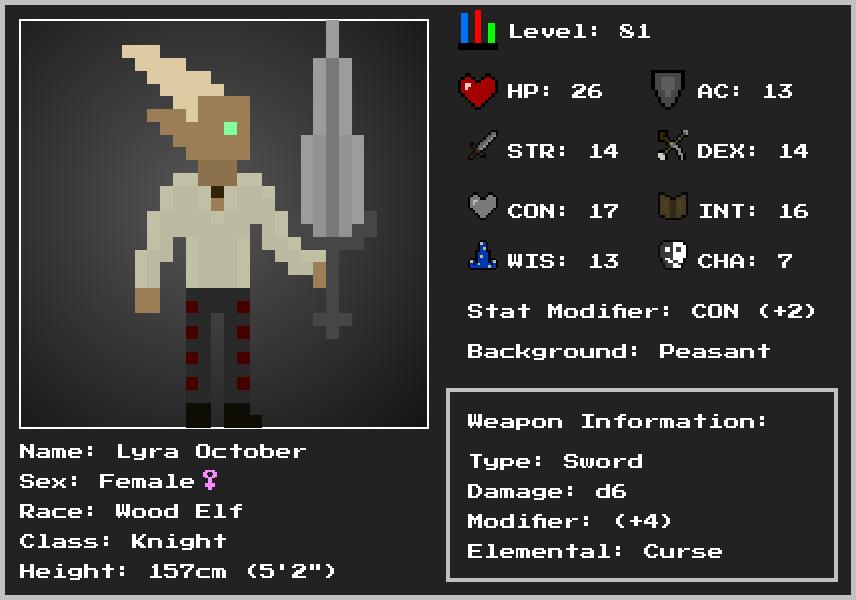 Level: 81
HP: 26
AC: 13
STR: 14
DEX: 14
CON: 17
INT: 16
WIS: 13
CHA: 7
Stat Modifier: CON (+2)
Background: Peasant
Weapon Information:
Type: Sword
Damage: d6
Modifier: (+4)
Elemental: Curse
Name: Lyra October
Sex: Female♀
Race: Wood Elf
Class: Knight
Height: 157cm (5'2")